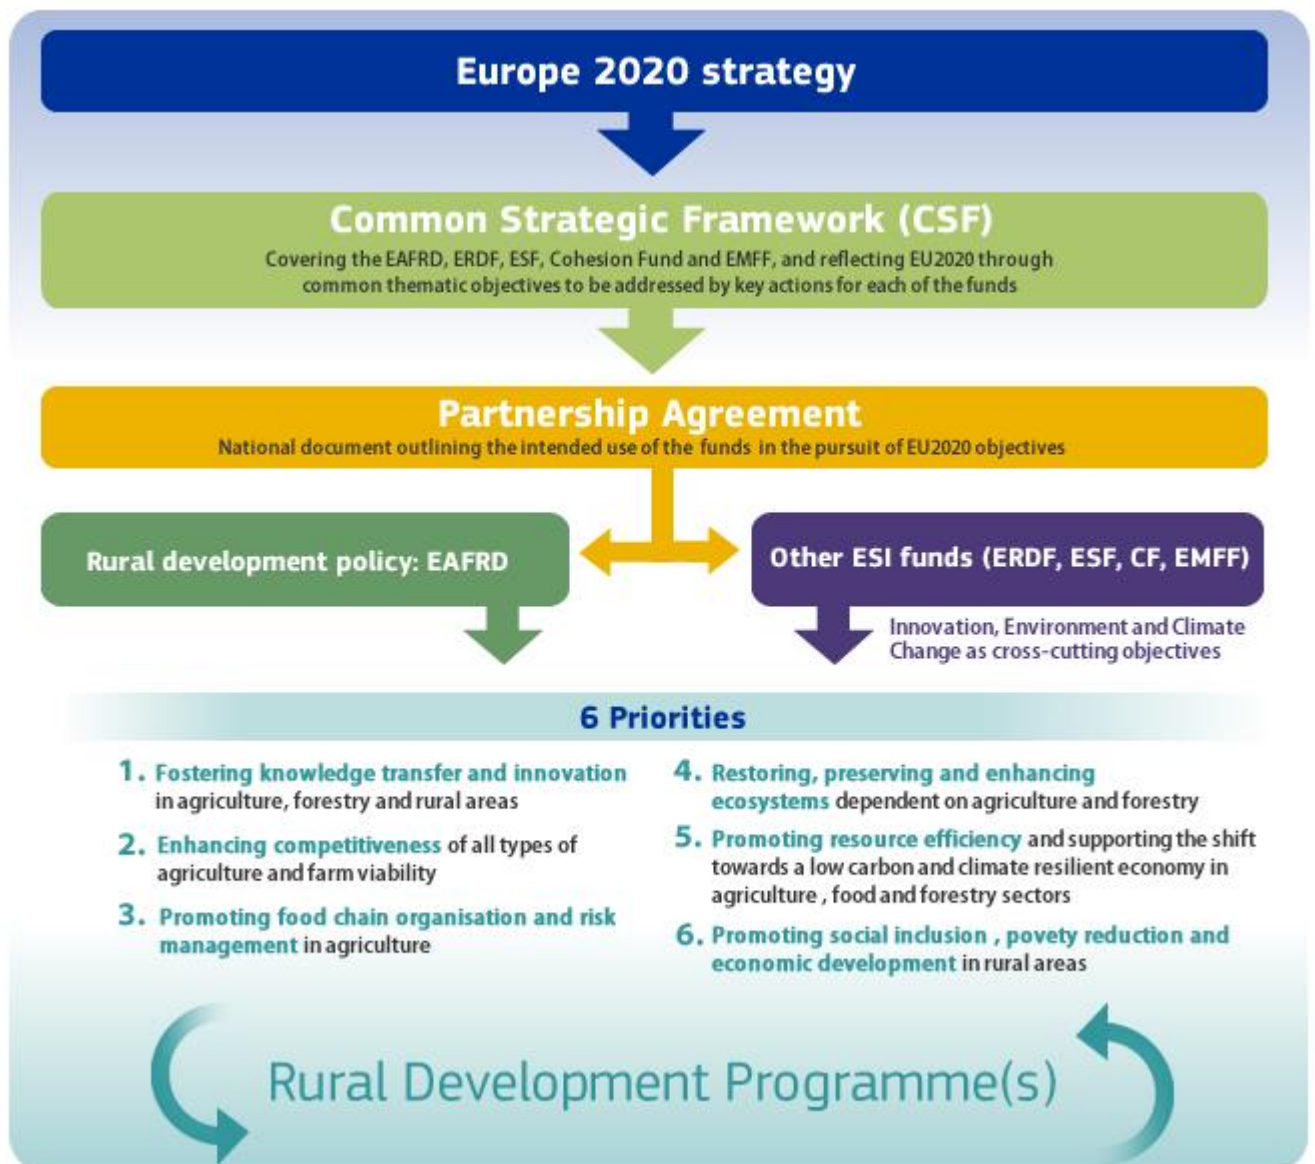 Europe 2020 strategy
Common Strategic Framework (CSF)
Covering the EAFRD, ERDF, ESF, Cohesion Fund and EMFF, and reflecting EU2020 through
common thematic objectives to be addressed by key actions for each of the funds
Partnership Agreement
National document outlining the intended use of the funds in the pursuit of EU2020 objectives
Rural development policy: EAFRD
Other ESI funds (ERDF, ESF, CF, EMFF)
Innovation, Environment and Climate
Change as cross-cutting objectives
6 Priorities
1. Fostering knowledge transfer and innovation
in agriculture, forestry and rural areas
2. Enhancing competitiveness of all types of
agriculture and farm viability
3. Promoting food chain organisation and risk
management in agriculture
4. Restoring, preserving and enhancing
ecosystems dependent on agriculture and forestry
5. Promoting resource efficiency and supporting the shift
towards a low carbon and climate resilient economy in
agriculture , food and forestry sectors
6. Promoting social inclusion , povety reduction and
economic development in rural areas
Rural Development Programme(s)